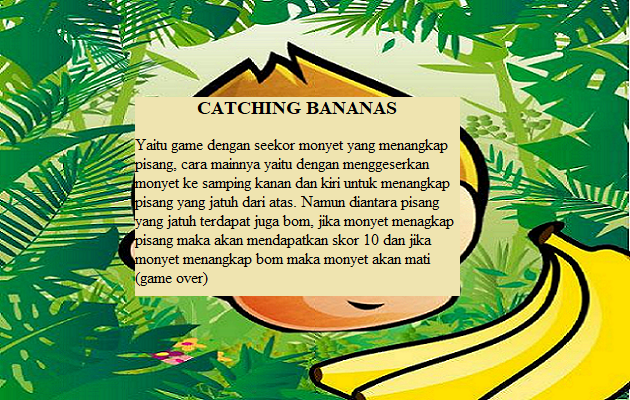 CATCHING BANANAS
Yaitu game dengan seekor monyet yang menangkap
pisang, cara mainnya yaitu dengan menggeserkan
monyet ke samping kanan dan kiri untuk menangkap
pisang yang jatuh dari atas. Namun diantara pisang
yang jatuh terdapat juga bom, jika monyet menagkap
pisang maka akan mendapatkan skor 10 dan jika
monyet menangkap bom maka monyet akan mati
(game over)